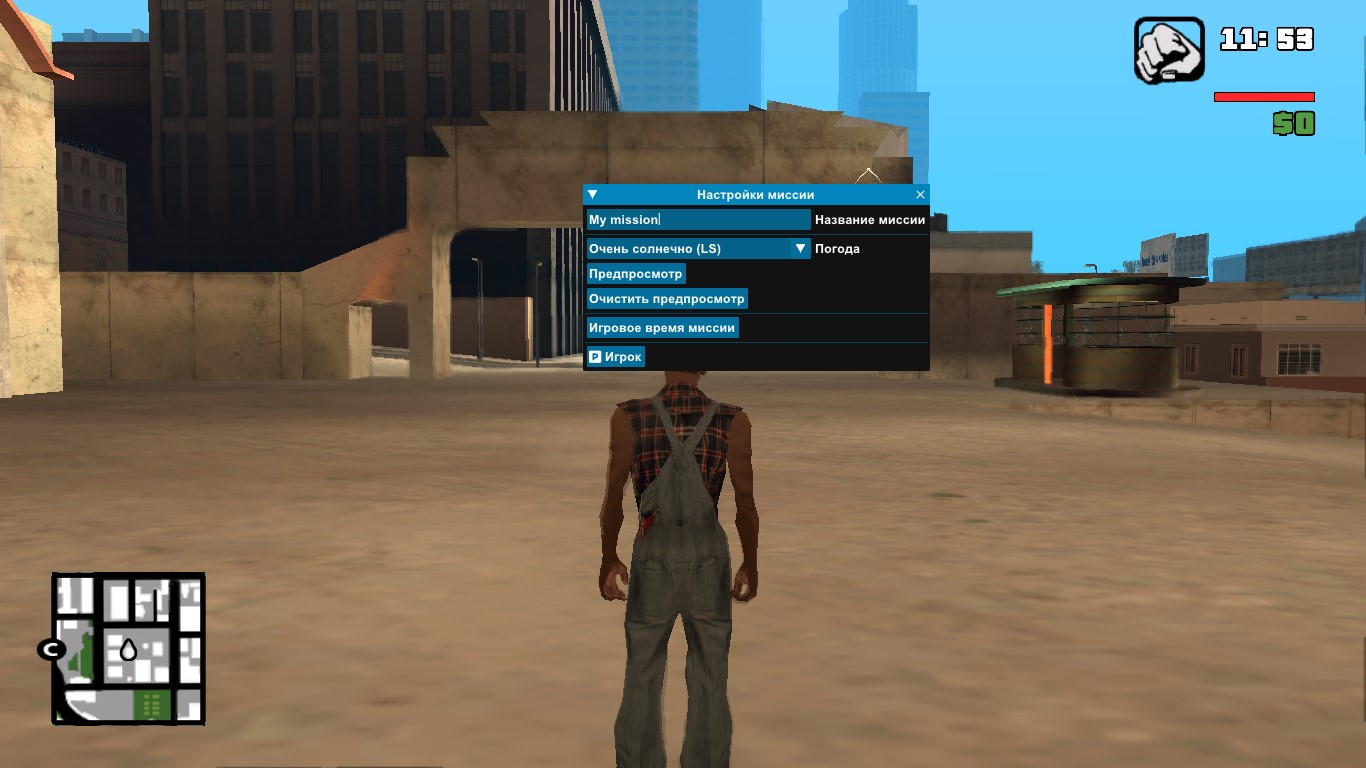 11: 53
$0
Настройки миссии
My mission Название миссии
Очень солнечно (LS) Погода
Предпросмотр
Очистить предпросмотр
Игровое время миссии
P Игрок
C